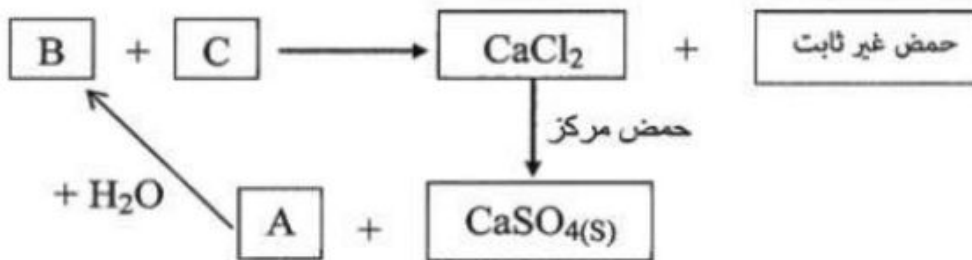 B + C CaCl₂ + حمض غير ثابت
حمض مركز
+ H₂O A + CaSO₄(S)